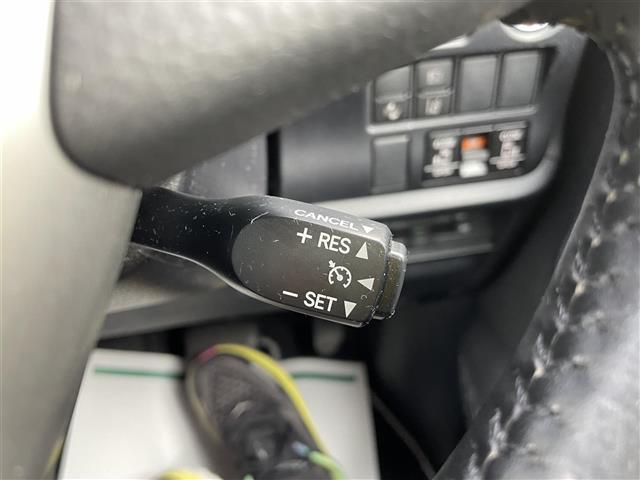 CANCEL▼
+ RES ▲
− SET ▼